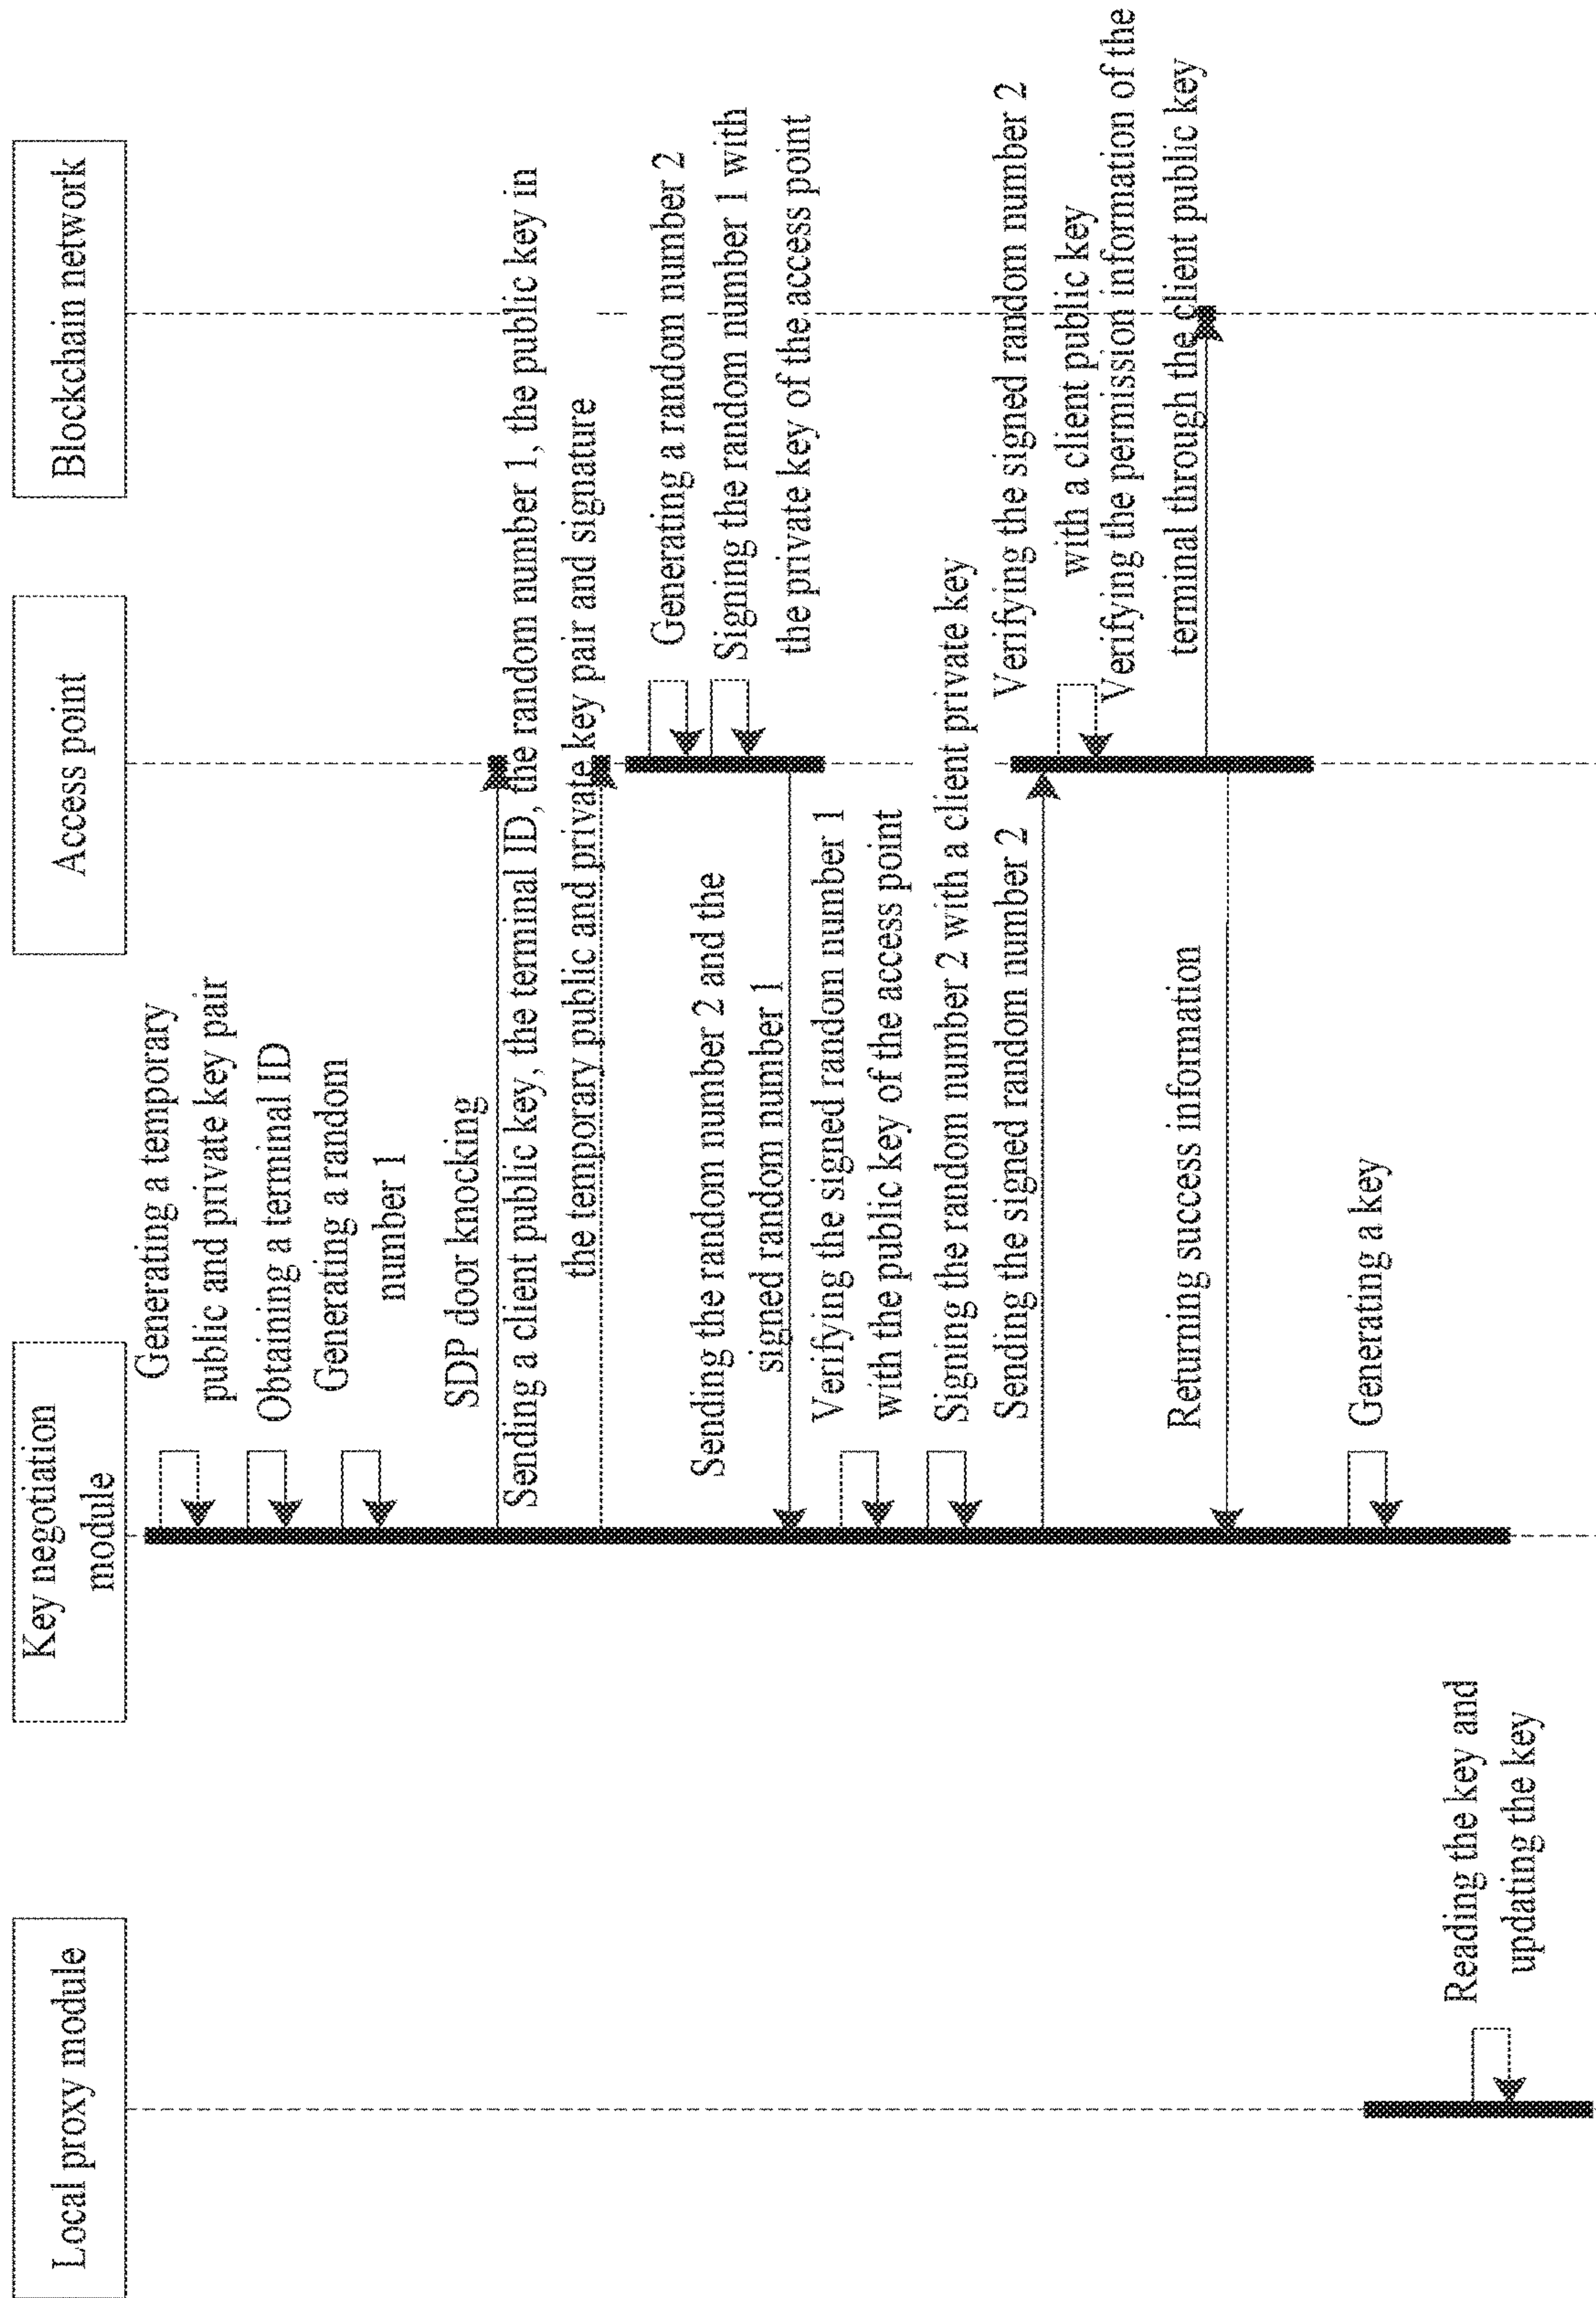 Local proxy module
Key negotiation
module
Access point
Blockchain network
Generating a temporary
public and private key pair
Obtaining a terminal ID
Generating a random
number 1
SDP door knocking
Sending a client public key, the terminal ID, the random number 1, the public key in
the temporary public and private key pair and signature
Generating a random number 2
Signing the random number 1 with
the private key of the access point
Sending the random number 2 and the
signed random number 1
Verifying the signed random number 1
with the public key of the access point
Signing the random number 2 with a client private key
Sending the signed random number 2
Verifying the signed random number 2
with a client public key
Verifying the permission information of the
terminal through the client public key
Returning success information
Generating a key
Reading the key and
updating the key